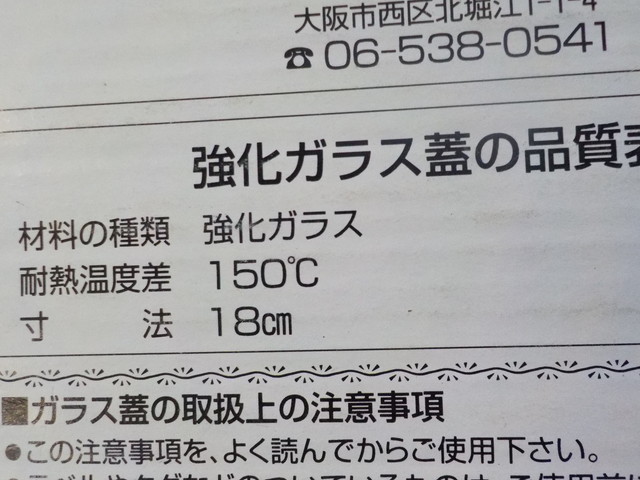 大阪市西区北堀江1-1-4
☎ 06-538-0541
強化ガラス蓋の品質表
材料の種類 強化ガラス
耐熱温度差 150℃
寸 法 18cm
■ガラス蓋の取扱上の注意事項
●この注意事項を、よく読んでからご使用下さい。